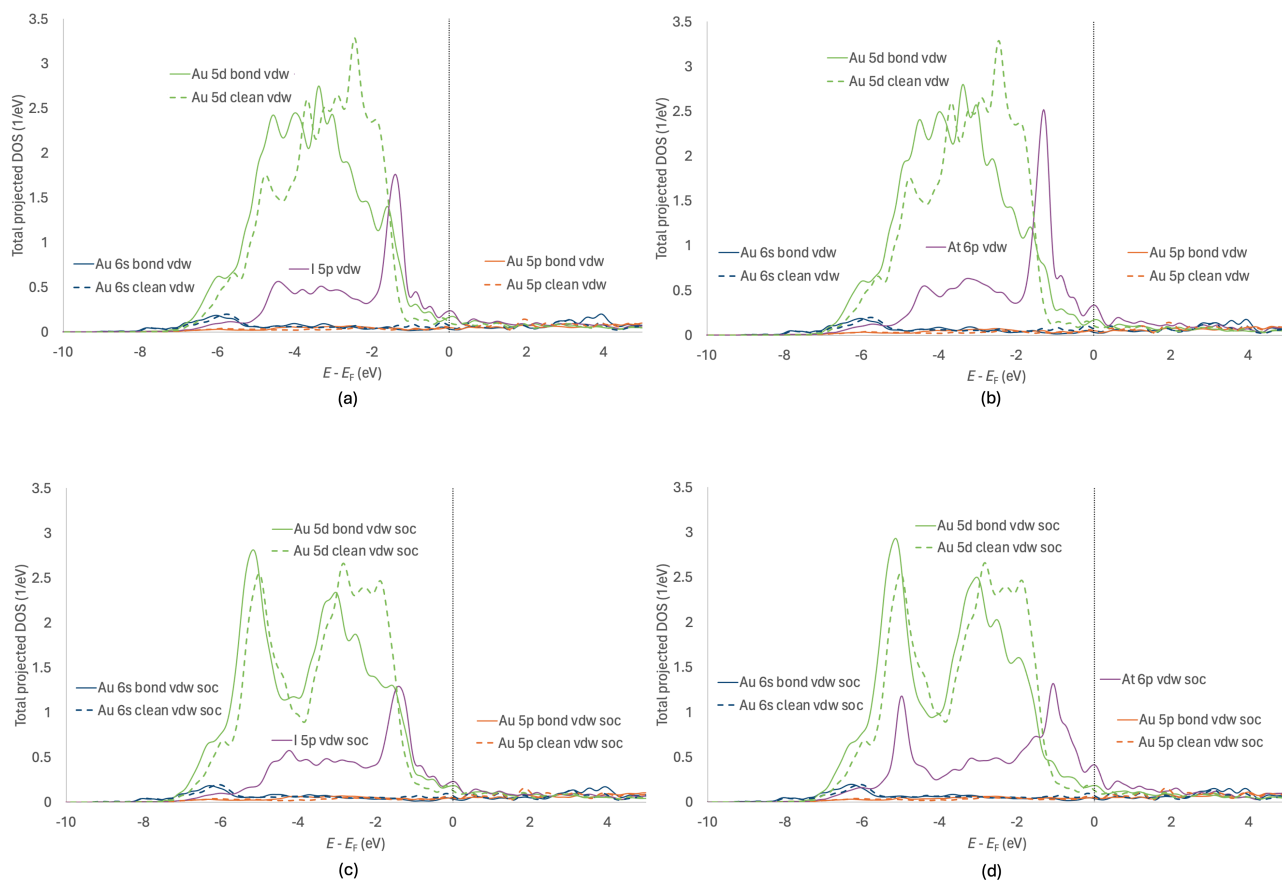 3.5
3
2.5
2
1.5
1
0.5
0
Total projected DOS (1/eV)
Au 5d bond vdw
Au 5d clean vdw
Au 6s bond vdw
Au 6s clean vdw
I 5p vdw
Au 5p bond vdw
Au 5p clean vdw
-10 -8 -6 -4 -2 0 2 4
E - EF (eV)
(a)
3.5
3
2.5
2
1.5
1
0.5
0
Total projected DOS (1/eV)
Au 5d bond vdw
Au 5d clean vdw
Au 6s bond vdw
Au 6s clean vdw
At 6p vdw
Au 5p bond vdw
Au 5p clean vdw
-10 -8 -6 -4 -2 0 2 4
E - EF (eV)
(b)
3.5
3
2.5
2
1.5
1
0.5
0
Total projected DOS (1/eV)
Au 5d bond vdw soc
Au 5d clean vdw soc
Au 6s bond vdw soc
Au 6s clean vdw soc
I 5p vdw soc
Au 5p bond vdw soc
Au 5p clean vdw soc
-10 -8 -6 -4 -2 0 2 4
E - EF (eV)
(c)
3.5
3
2.5
2
1.5
1
0.5
0
Total projected DOS (1/eV)
Au 5d bond vdw soc
Au 5d clean vdw soc
Au 6s bond vdw soc
Au 6s clean vdw soc
At 6p vdw soc
Au 5p bond vdw soc
Au 5p clean vdw soc
-10 -8 -6 -4 -2 0 2 4
E - EF (eV)
(d)